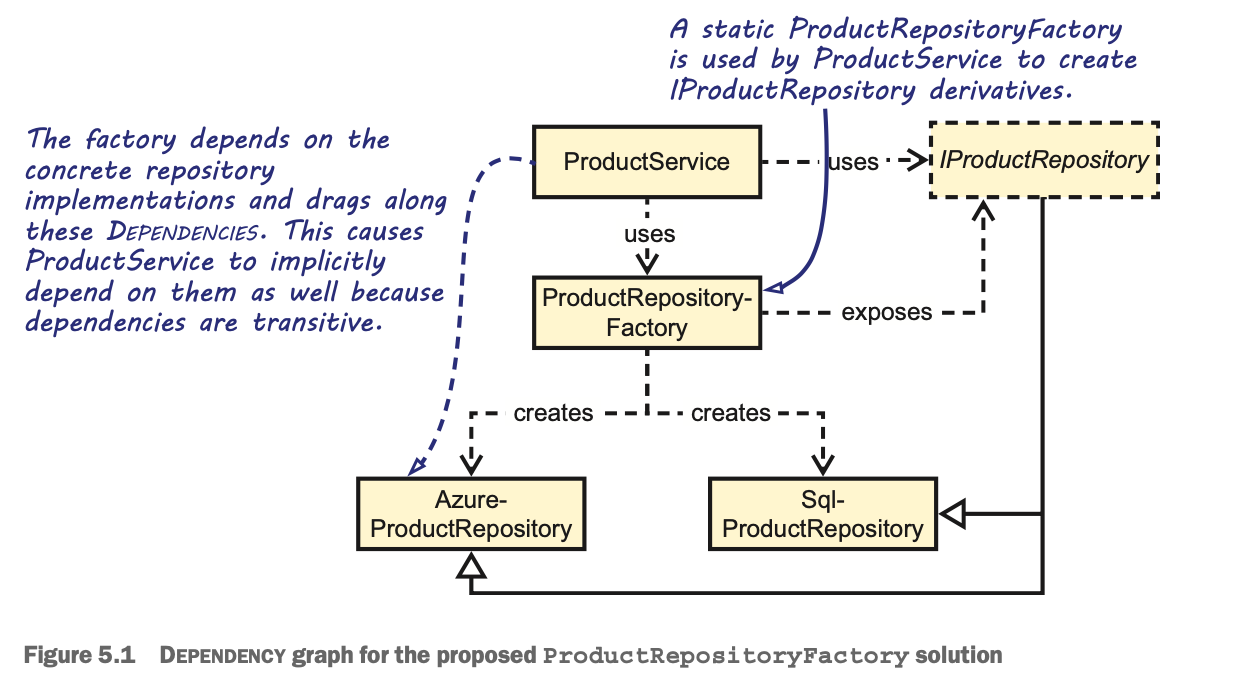 A static ProductRepositoryFactory
is used by ProductService to create
IProductRepository derivatives.
The factory depends on the
concrete repository
implementations and drags along
these DEPENDENCIES. This causes
ProductService to implicitly
depend on them as well because
dependencies are transitive.
ProductService
uses
IProductRepository
uses
ProductRepository-
Factory
exposes
creates
creates
Azure-
ProductRepository
Sql-
ProductRepository
Figure 5.1 DEPENDENCY graph for the proposed ProductRepositoryFactory solution